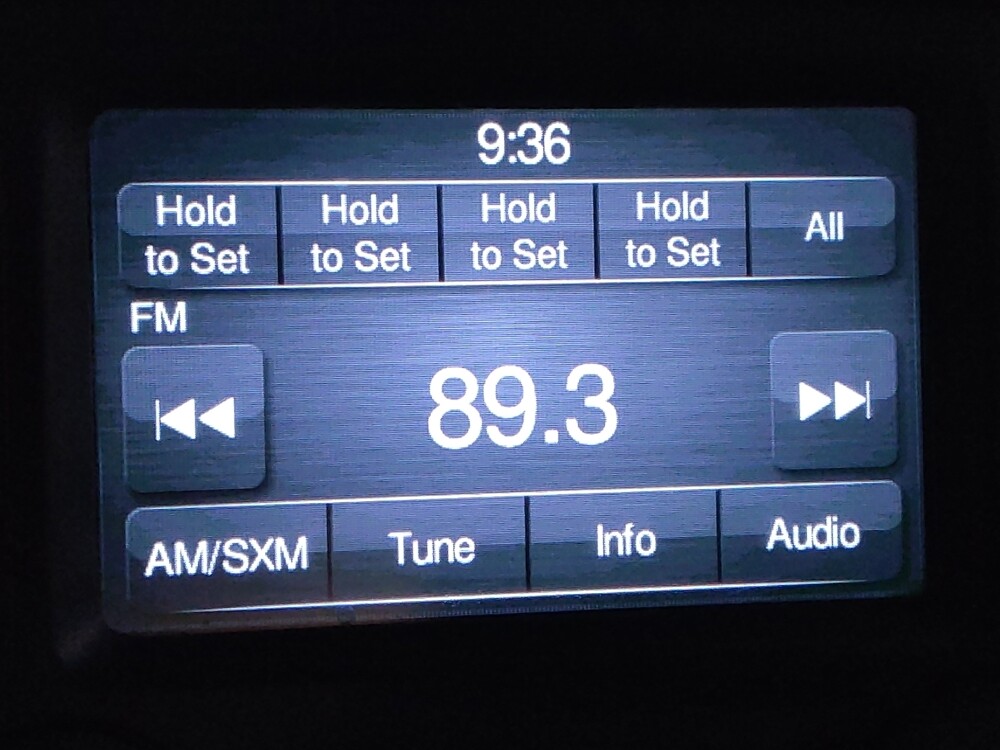 9:36
Hold to Set Hold to Set Hold to Set Hold to Set All
FM
89.3
AM/SXM Tune Info Audio